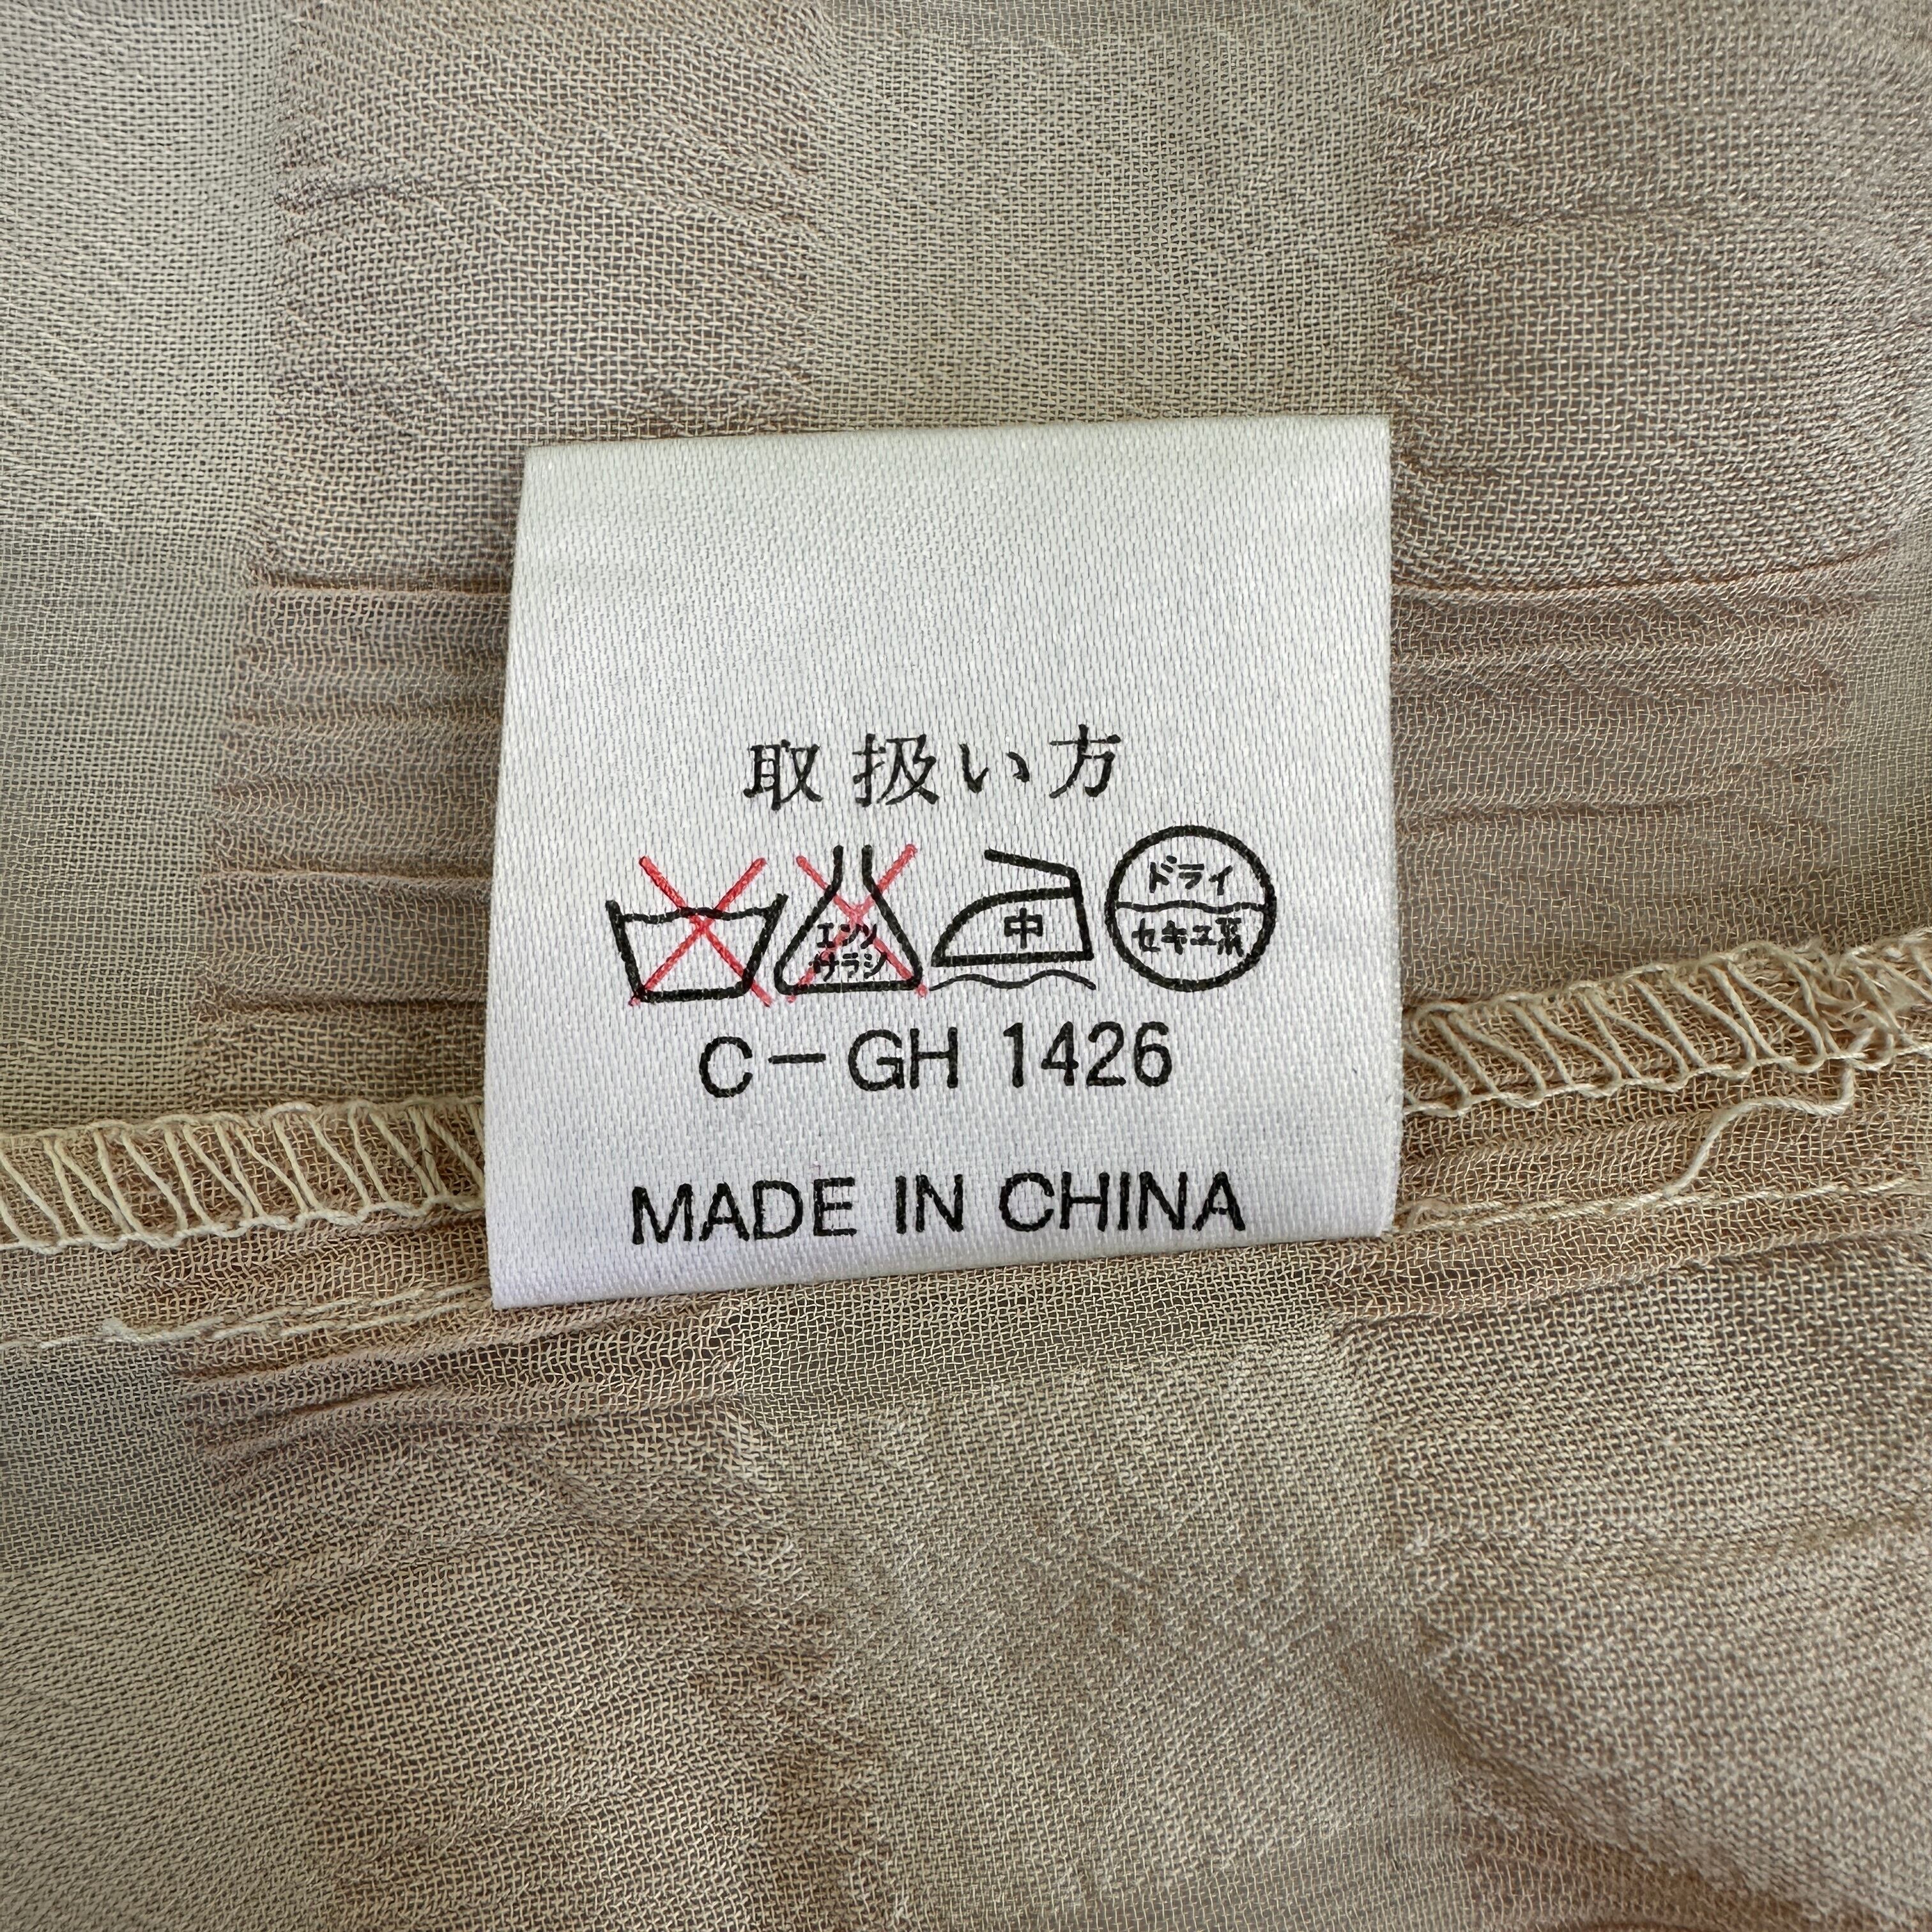 取扱い方
エンソ サラシ 中 ドライ セキユ系
C-GH 1426
MADE IN CHINA